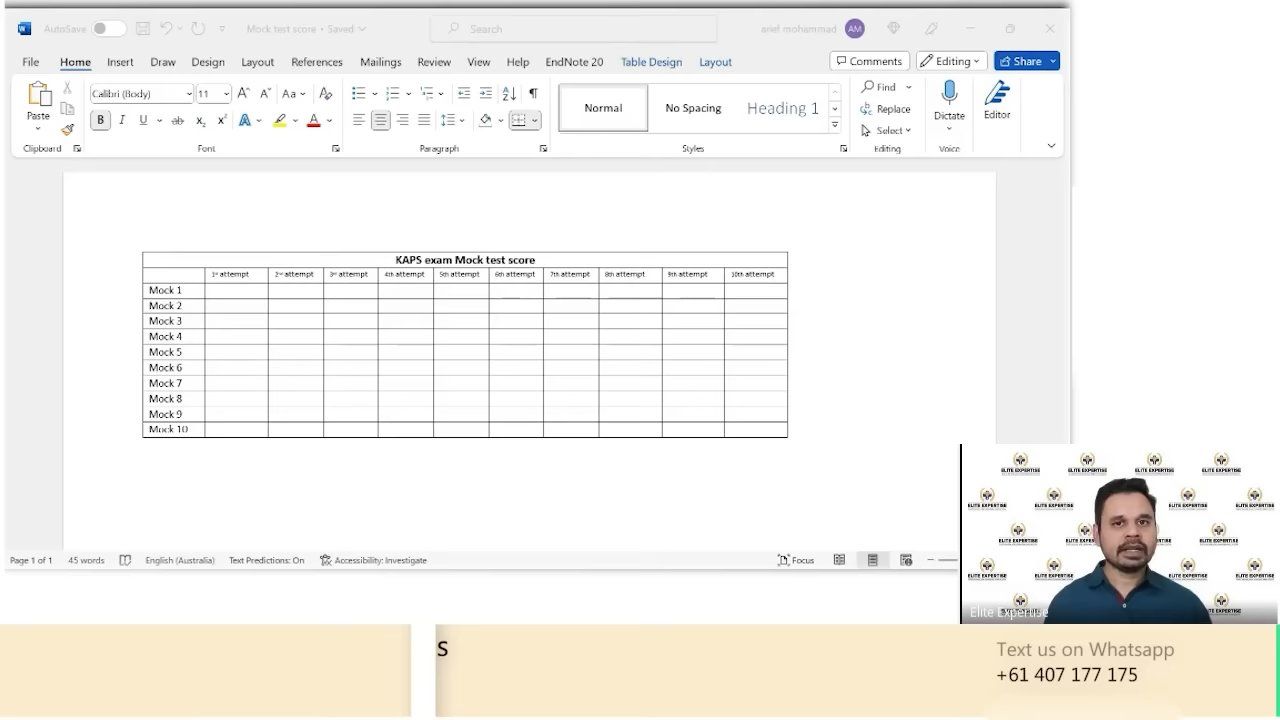 AutoSave
Mock test score • Saved
Search
arief mohammad
AM
File Home Insert Draw Design Layout References Mailings Review View Help EndNote 20 Table Design Layout
Comments
Editing
Share
Paste
Calibri (Body)
11
Normal
No Spacing
Heading 1
Find
Replace
Select
Dictate
Editor
Clipboard
Font
Paragraph
Styles
Editing
Voice
KAPS exam Mock test score
1st attempt 2nd attempt 3rd attempt 4th attempt 5th attempt 6th attempt 7th attempt 8th attempt 9th attempt 10th attempt
Mock 1
Mock 2
Mock 3
Mock 4
Mock 5
Mock 6
Mock 7
Mock 8
Mock 9
Mock 10
Page 1 of 1
45 words
English (Australia)
Text Predictions: On
Accessibility: Investigate
Focus
ELITE EXPERTISE
Elite Expertise
s
Text us on Whatsapp
+61 407 177 175